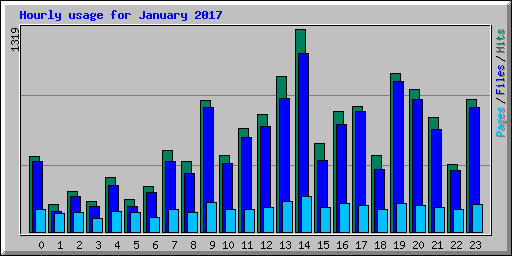 Hourly usage for January 2017
1319
Pages / Files / Hits
0 1 2 3 4 5 6 7 8 9 10 11 12 13 14 15 16 17 18 19 20 21 22 23